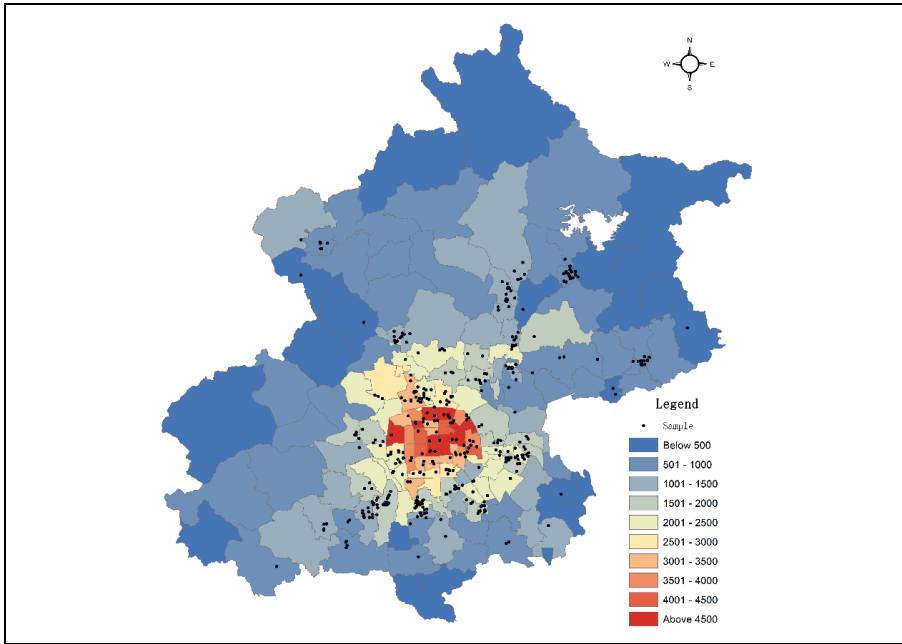 N
W E
S
Legend
Sample
Below 500
501 - 1000
1001 - 1500
1501 - 2000
2001 - 2500
2501 - 3000
3001 - 3500
3501 - 4000
4001 - 4500
Above 4500